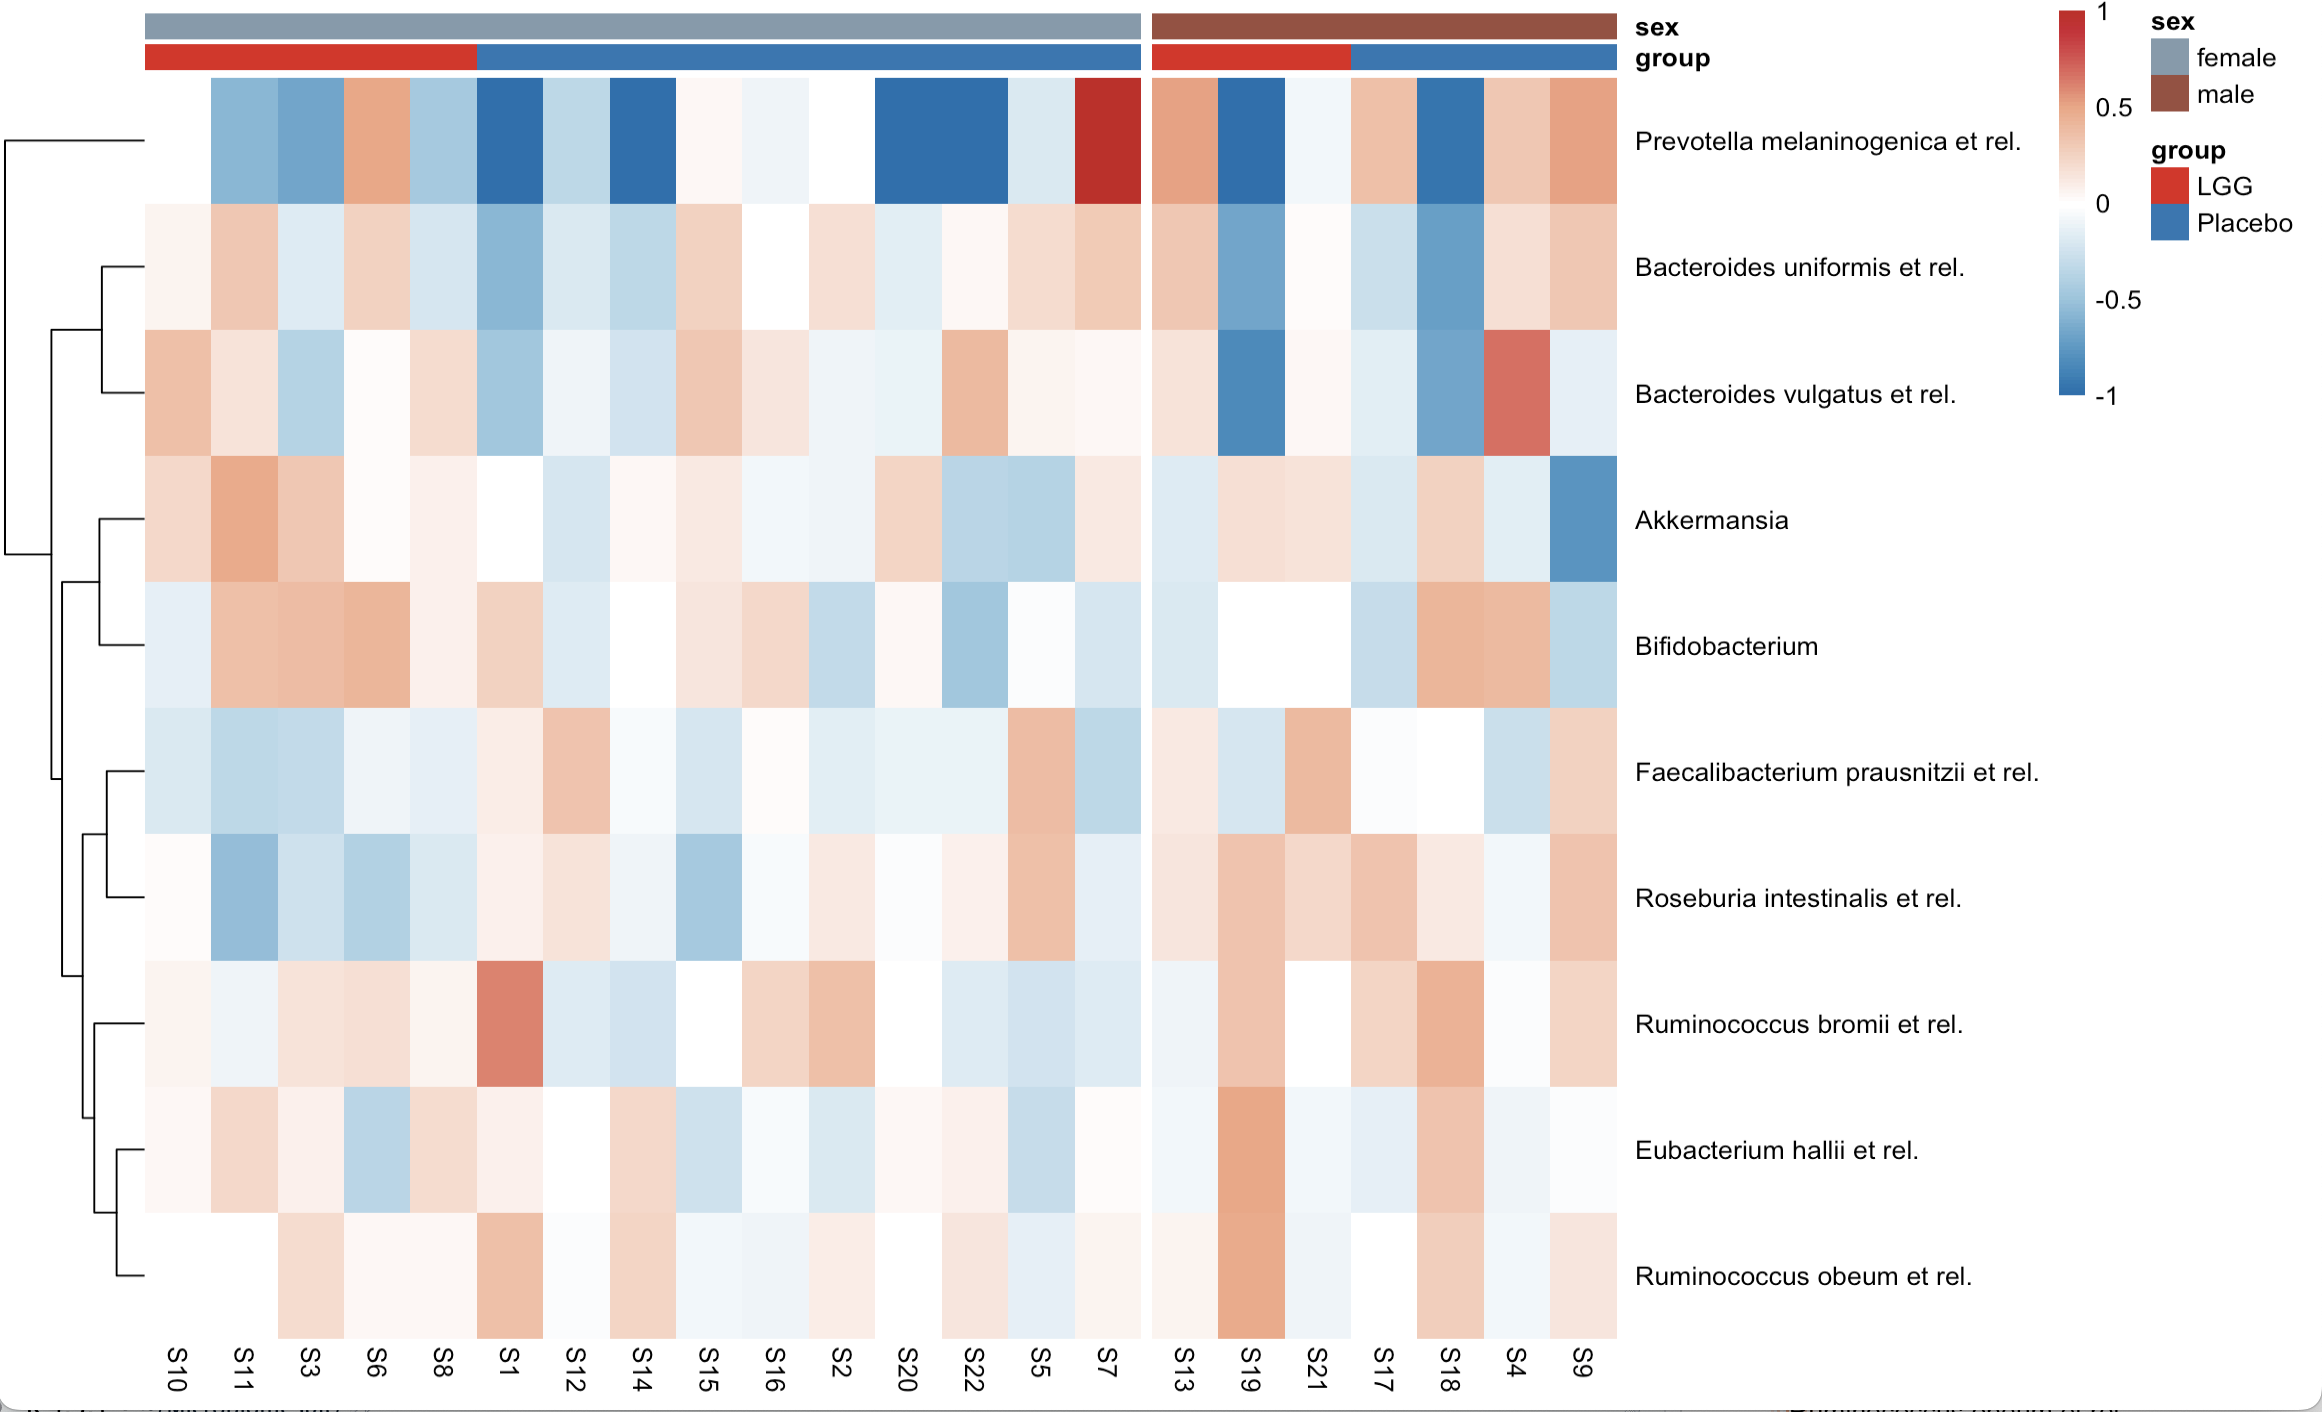 sex
group
Prevotella melaninogenica et rel.
Bacteroides uniformis et rel.
Bacteroides vulgatus et rel.
Akkermansia
Bifidobacterium
Faecalibacterium prausnitzii et rel.
Roseburia intestinalis et rel.
Ruminococcus bromii et rel.
Eubacterium hallii et rel.
Ruminococcus obeum et rel.
S10 S11 S3 S6 S8 S1 S12 S14 S15 S16 S2 S20 S22 S5 S7 S13 S19 S21 S17 S18 S4 S9
1
0.5
0
-0.5
-1
sex
female
male
group
LGG
Placebo